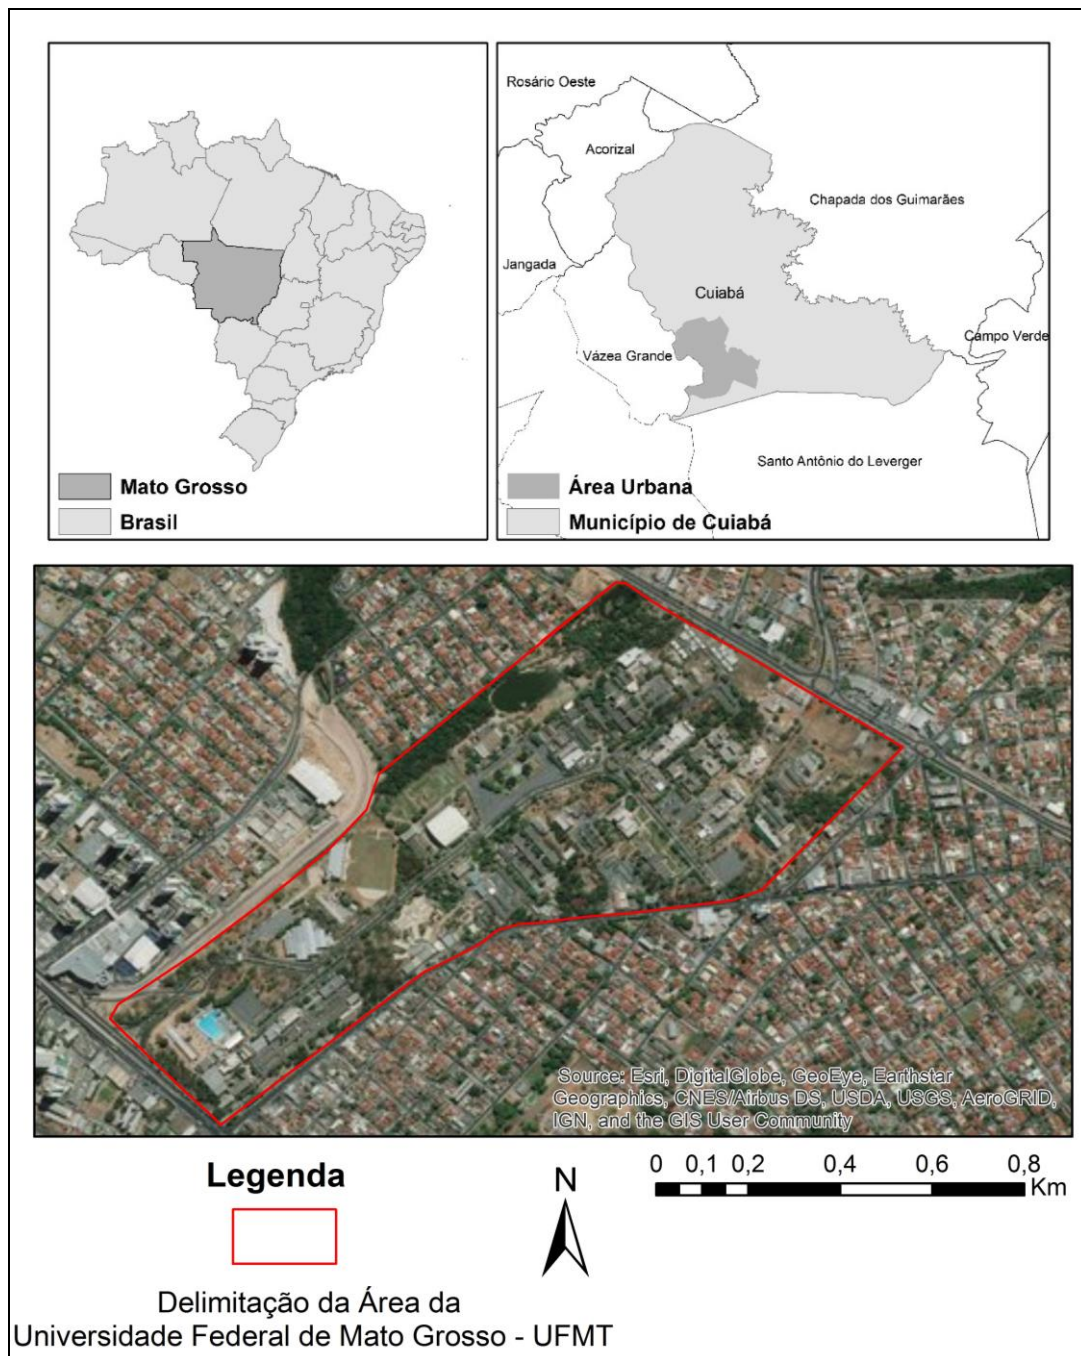 Mato Grosso
Brasil
Rosário Oeste
Acorizal
Chapada dos Guimarães
Jangada
Cuiabá
Campo Verde
Vázea Grande
Santo Antônio do Leverger
Área Urbana
Município de Cuiabá
Source: Esri, DigitalGlobe, GeoEye, Earthstar
Geographics, CNES/Airbus DS, USDA, USGS, AeroGRID,
IGN, and the GIS User Community
Legenda
N
0 0,1 0,2 0,4 0,6 0,8
Km
Delimitação da Área da
Universidade Federal de Mato Grosso - UFMT